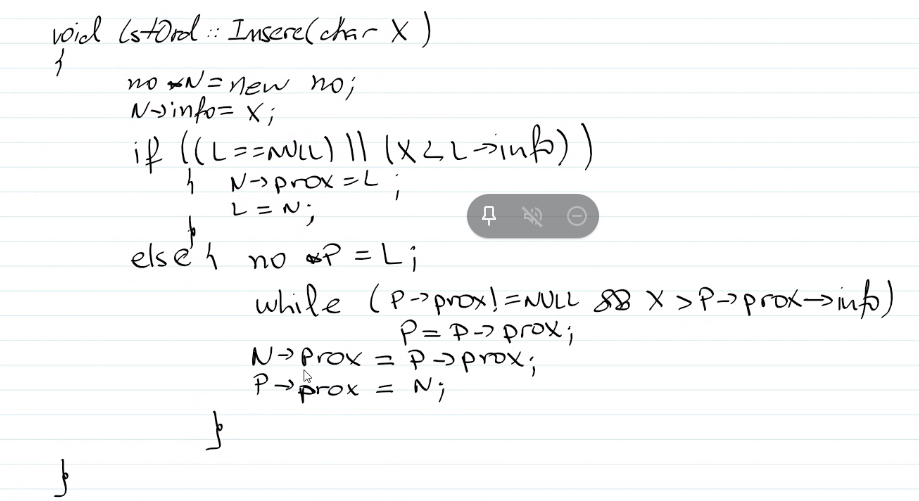 void LstOrd :: Insere(char X )
{
no *N = new no;
N->info = X;
if ((L==NULL) || (X < L->info))
{ N->prox = L ;
L = N;
}
else { no *P = L;
while (P->prox != NULL && X > P->prox->info)
P = P->prox;
N->prox = P->prox;
P->prox = N;
}
}